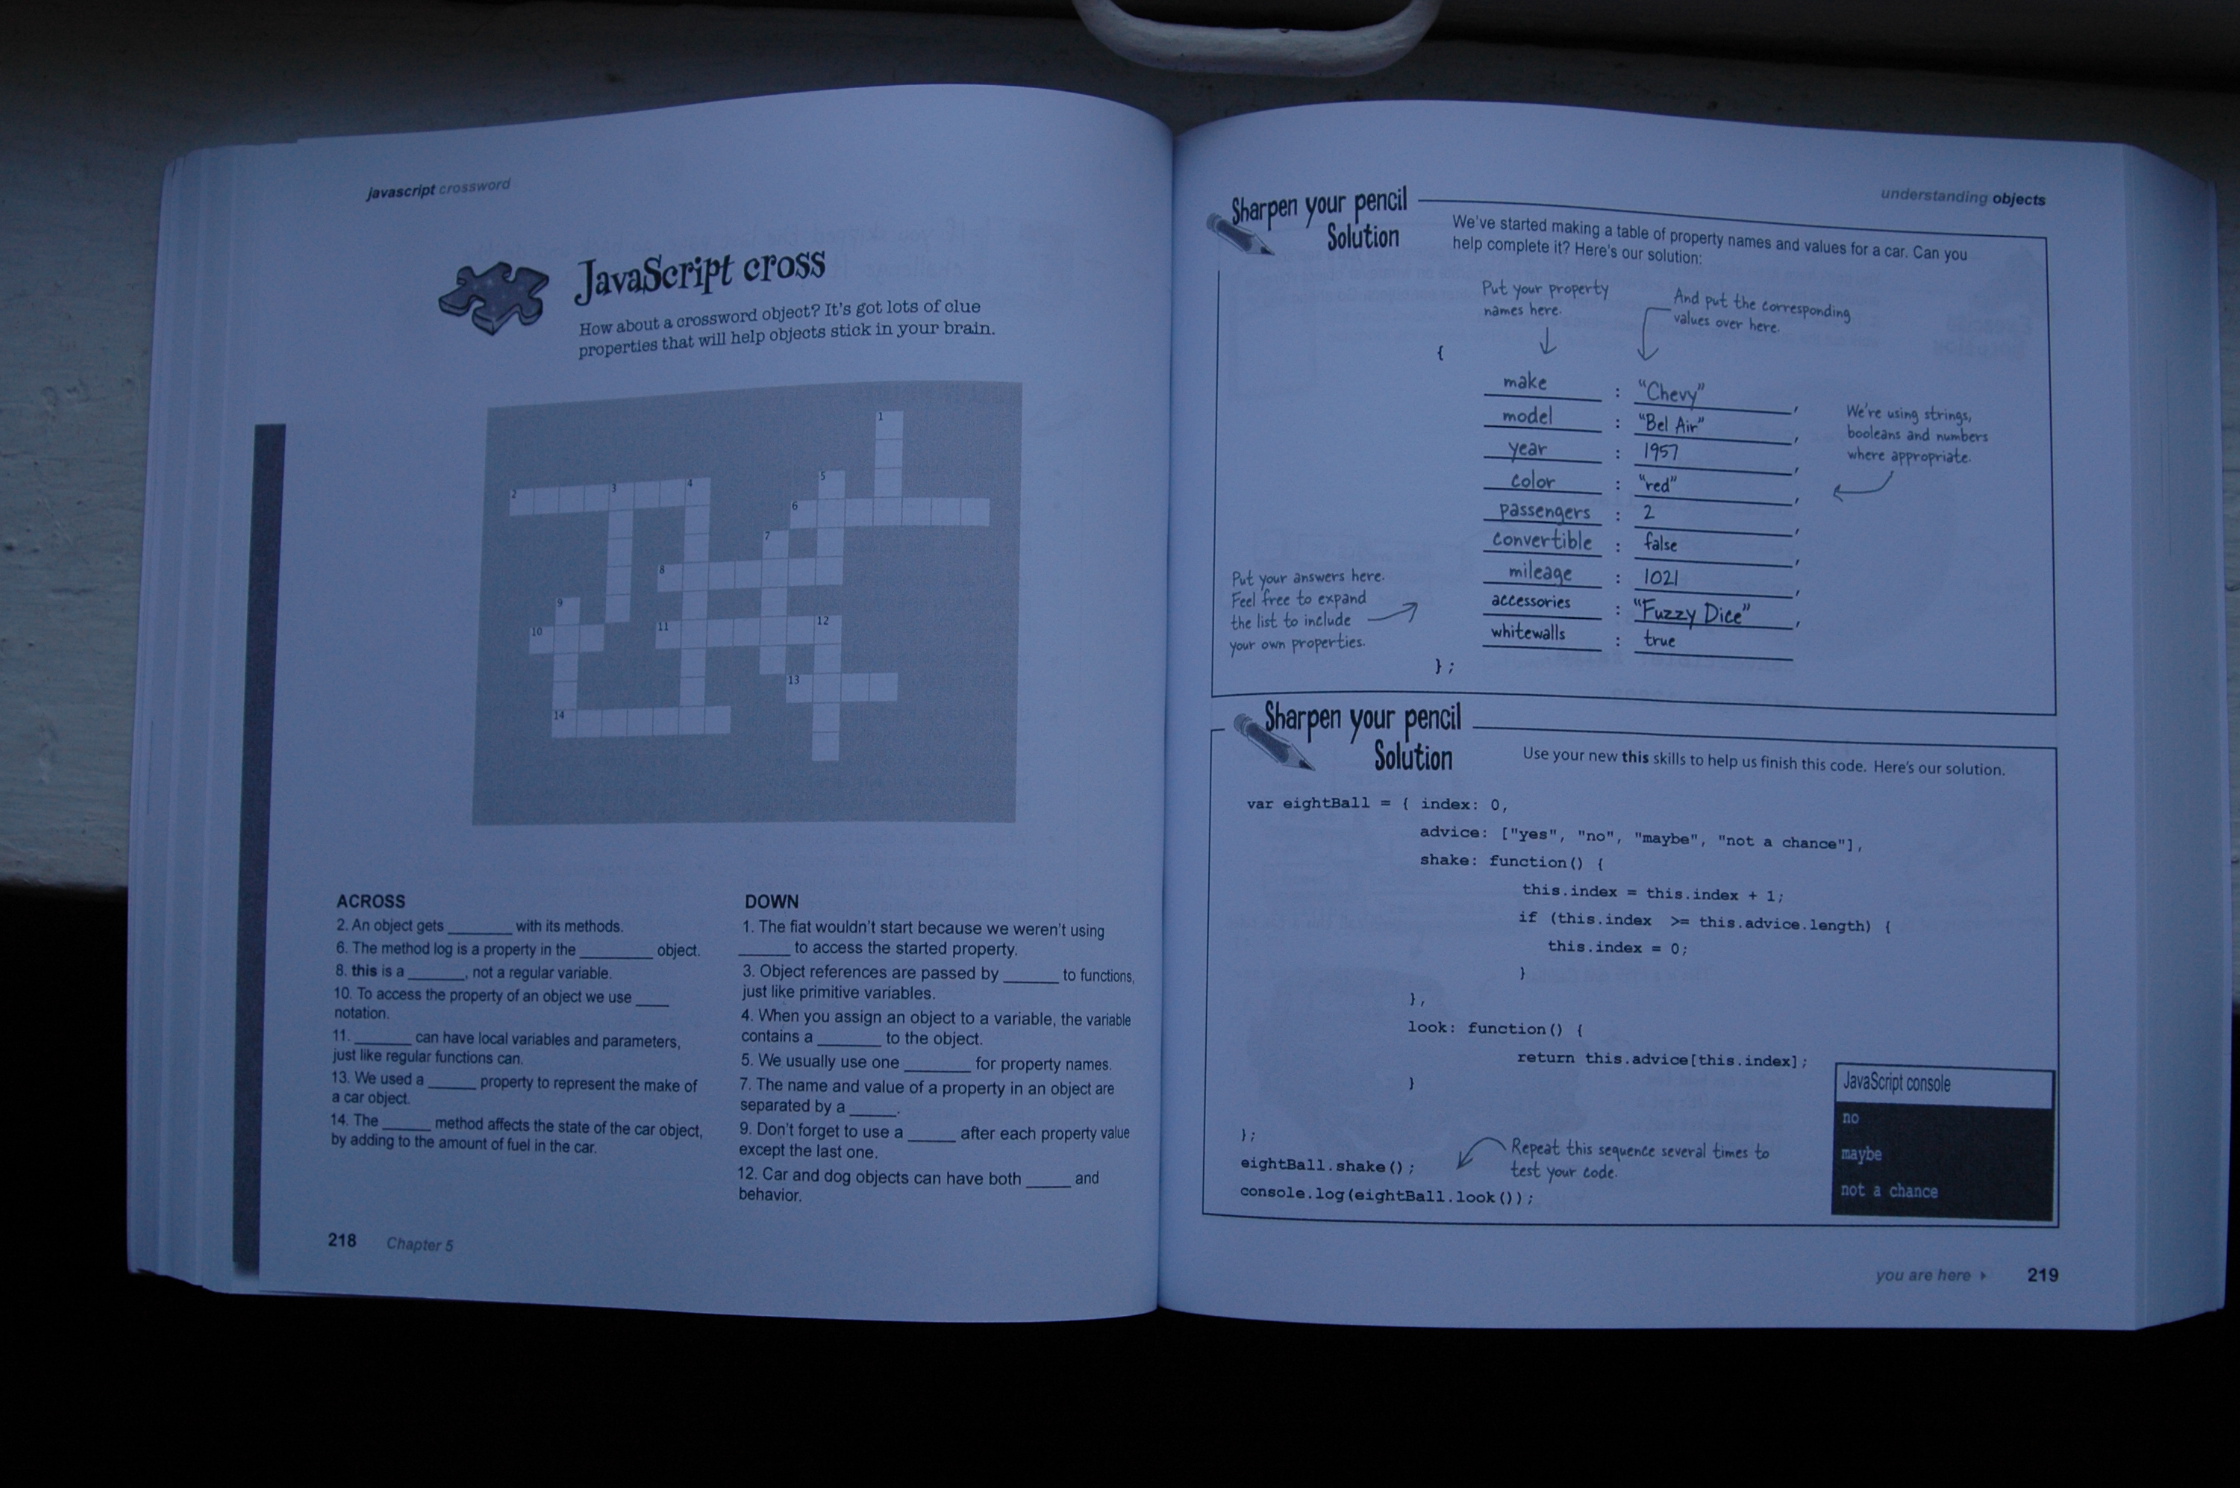 javascript crossword
JavaScript cross
How about a crossword object? It's got lots of clue
properties that will help objects stick in your brain.
1
2
3
4
5
6
7
8
9
10
11
12
13
14
ACROSS
2. An object gets ______ with its methods.
6. The method log is a property in the ______ object.
8. this is a ______, not a regular variable.
10. To access the property of an object we use ______
notation.
11. ______ can have local variables and parameters,
just like regular functions can.
13. We used a ______ property to represent the make of
a car object.
14. The ______ method affects the state of the car object,
by adding to the amount of fuel in the car.
DOWN
1. The fiat wouldn't start because we weren't using
______ to access the started property.
3. Object references are passed by ______ to functions,
just like primitive variables.
4. When you assign an object to a variable, the variable
contains a ______ to the object.
5. We usually use one ______ for property names.
7. The name and value of a property in an object are
separated by a ______.
9. Don't forget to use a ______ after each property value
except the last one.
12. Car and dog objects can have both ______ and
behavior.
218 Chapter 5
understanding objects
Sharpen your pencil
Solution
We've started making a table of property names and values for a car. Can you
help complete it? Here's our solution:
Put your property
names here.
And put the corresponding
values over here.
{
make : "Chevy" ,
model : "Bel Air" ,
year : 1957 ,
color : "red" ,
passengers : 2 ,
convertible : false ,
mileage : 1021 ,
accessories : "Fuzzy Dice" ,
whitewalls : true
};
We're using strings,
booleans and numbers
where appropriate.
Put your answers here.
Feel free to expand
the list to include
your own properties.
Sharpen your pencil
Solution
Use your new this skills to help us finish this code. Here's our solution.
var eightBall = { index: 0,
advice: ["yes", "no", "maybe", "not a chance"],
shake: function() {
this.index = this.index + 1;
if (this.index >= this.advice.length) {
this.index = 0;
}
},
look: function() {
return this.advice[this.index];
}
};
eightBall.shake();
console.log(eightBall.look());
Repeat this sequence several times to
test your code.
JavaScript console
no
maybe
not a chance
you are here ▸ 219